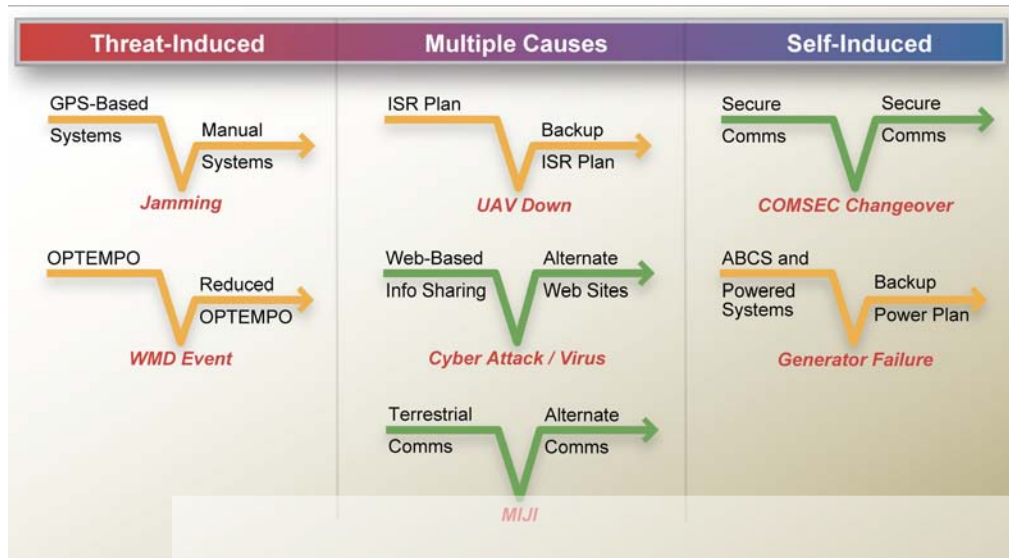 Threat-Induced
Multiple Causes
Self-Induced
GPS-Based
Systems
Manual
Systems
Jamming
OPTEMPO
Reduced
OPTEMPO
WMD Event
ISR Plan
Backup
ISR Plan
UAV Down
Web-Based
Info Sharing
Alternate
Web Sites
Cyber Attack / Virus
Terrestrial
Comms
Alternate
Comms
MIJI
Secure
Comms
Secure
Comms
COMSEC Changeover
ABCS and
Powered
Systems
Backup
Power Plan
Generator Failure